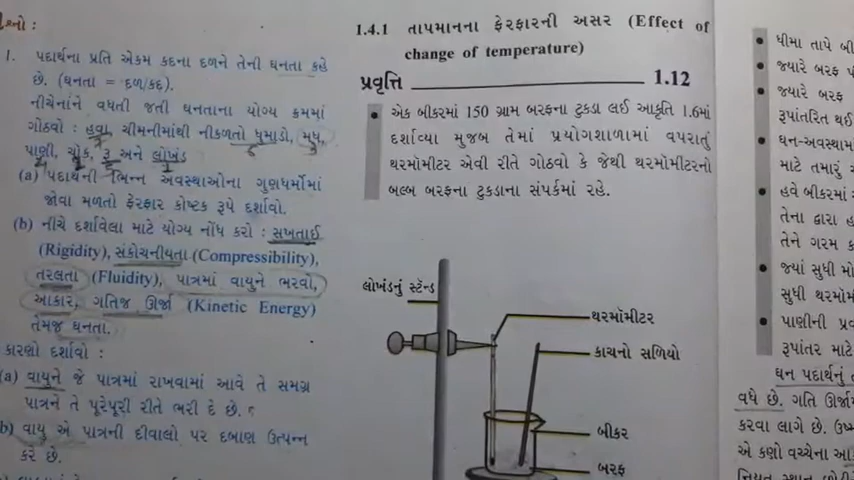 નો :
1. પદાર્થના પ્રતિ એકમ કદના દળને તેની ઘનતા કહે
છે. (ઘનતા = દળ/કદ).
નીચેનાંને વધતી જતી ઘનતાના યોગ્ય ક્રમમાં
ગોઠવો : હવા, ચીમનીમાંથી નીકળતો ધુમાડો, મધ,
પાણી, ચોક, રૂ અને લોખંડ
(a) પદાર્થની ભિન્ન અવસ્થાઓના ગુણધર્મોમાં
જોવા મળતો ફેરફાર કોષ્ટક રૂપે દર્શાવો.
(b) નીચે દર્શાવેલા માટે યોગ્ય નોંધ કરો : સખતાઈ
(Rigidity), સંકોચનીયતા (Compressibility),
તરલતા (Fluidity), પાત્રમાં વાયુને ભરવો,
આકાર, ગતિજ ઊર્જા (Kinetic Energy)
તેમજ ઘનતા.
કારણો દર્શાવો :
(a) વાયુને જે પાત્રમાં રાખવામાં આવે તે સમગ્ર
પાત્રને તે પૂરેપૂરી રીતે ભરી દે છે.
b) વાયુ એ પાત્રની દીવાલો પર દબાણ ઉત્પન્ન
કરે છે.
1.4.1 તાપમાનના ફેરફારની અસર (Effect of
change of temperature)
પ્રવૃત્તિ 1.12
• એક બીકરમાં 150 ગ્રામ બરફના ટુકડા લઈ આકૃતિ 1.6માં
દર્શાવ્યા મુજબ તેમાં પ્રયોગશાળામાં વપરાતું
થરમૉમીટર એવી રીતે ગોઠવો કે જેથી થરમૉમીટરનો
બલ્બ બરફના ટુકડાના સંપર્કમાં રહે.
લોખંડનું સ્ટૅન્ડ
થરમૉમીટર
કાચનો સળિયો
બીકર
બરફ
• ધીમા તાપે બી
• જ્યારે બરફ પ
• જ્યારે બરફ
રૂપાંતરિત થઈ
• ઘન-અવસ્થામાં
માટે તમારું
• હવે બીકરમાં
તેના દ્વારા
તેને ગરમ ક
• જ્યાં સુધી મો
સુધી થરમૉમ
• પાણીની પ્રવ
રૂપાંતર માટે
ઘન પદાર્થનું
વધે છે. ગતિ ઊર્જા
કરવા લાગે છે. ઉષ્મ
એ કણો વચ્ચેના આ
નિયત સ્થાન છોડી